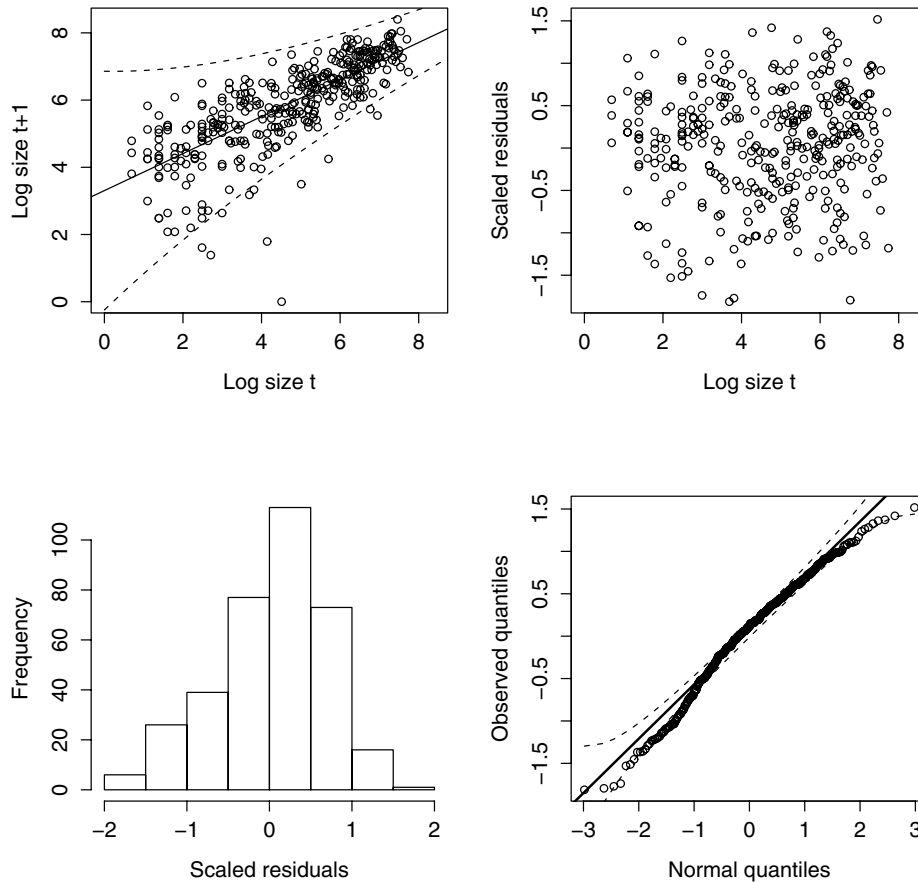 8
6
4
2
0
Log size t+1
0 2 4 6 8
Log size t
1.5
0.5
−0.5
−1.5
Scaled residuals
0 2 4 6 8
Log size t
100
80
60
40
20
0
Frequency
−2 −1 0 1 2
Scaled residuals
1.5
0.5
−0.5
−1.5
Observed quantiles
−3 −2 −1 0 1 2 3
Normal quantiles